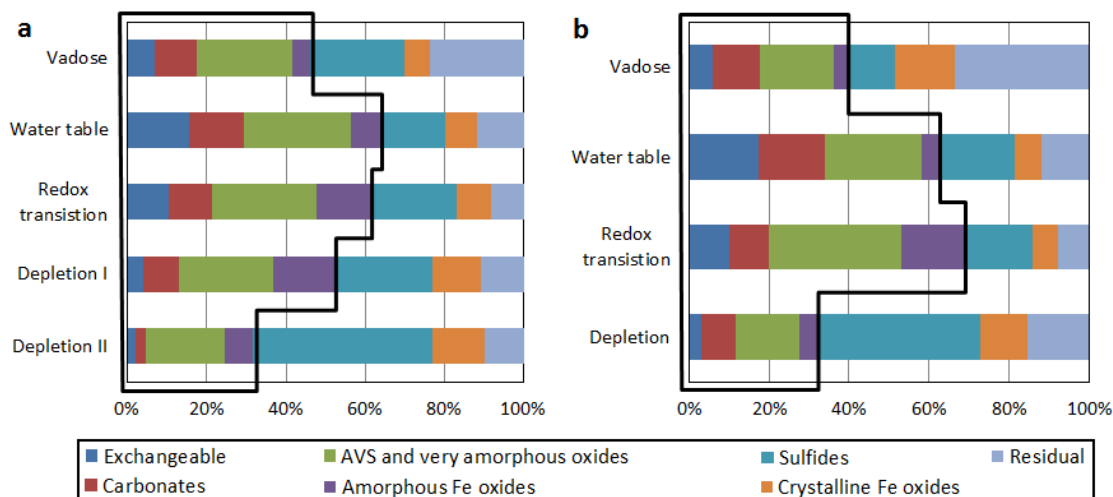 a
Vadose
Water table
Redox
transistion
Depletion I
Depletion II
0% 20% 40% 60% 80% 100%
b
Vadose
Water table
Redox
transistion
Depletion
0% 20% 40% 60% 80% 100%
Exchangeable AVS and very amorphous oxides Sulfides Residual
Carbonates Amorphous Fe oxides Crystalline Fe oxides